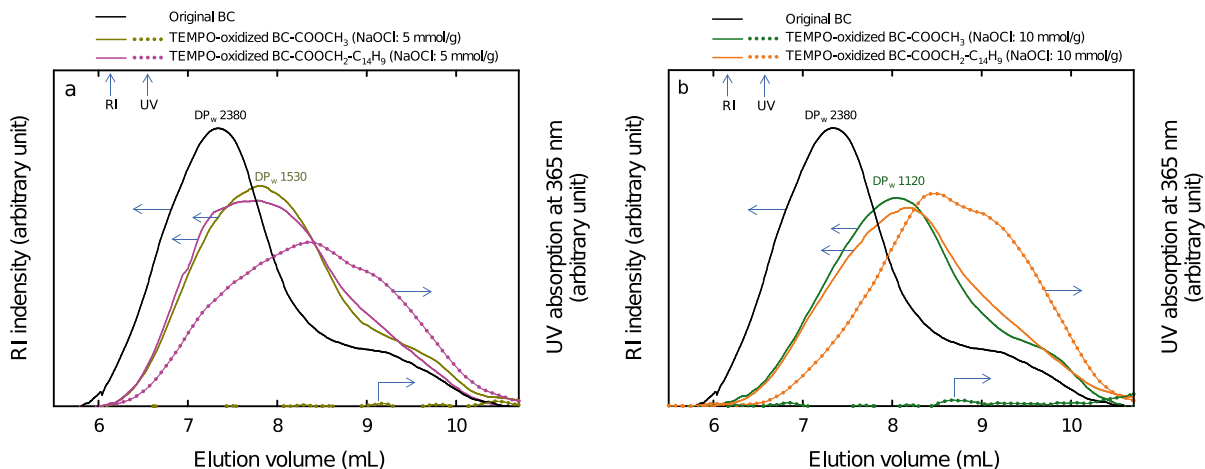 Original BC
TEMPO-oxidized BC-COOCH₃ (NaOCl: 5 mmol/g)
TEMPO-oxidized BC-COOCH₂-C₁₄H₉ (NaOCl: 5 mmol/g)
a
RI
UV
DPw 2380
DPw 1530
RI indensity (arbitrary unit)
UV absorption at 365 nm
(arbitrary unit)
6 7 8 9 10
Elution volume (mL)
Original BC
TEMPO-oxidized BC-COOCH₃ (NaOCl: 10 mmol/g)
TEMPO-oxidized BC-COOCH₂-C₁₄H₉ (NaOCl: 10 mmol/g)
b
RI
UV
DPw 2380
DPw 1120
RI indensity (arbitrary unit)
UV absorption at 365 nm
(arbitrary unit)
6 7 8 9 10
Elution volume (mL)